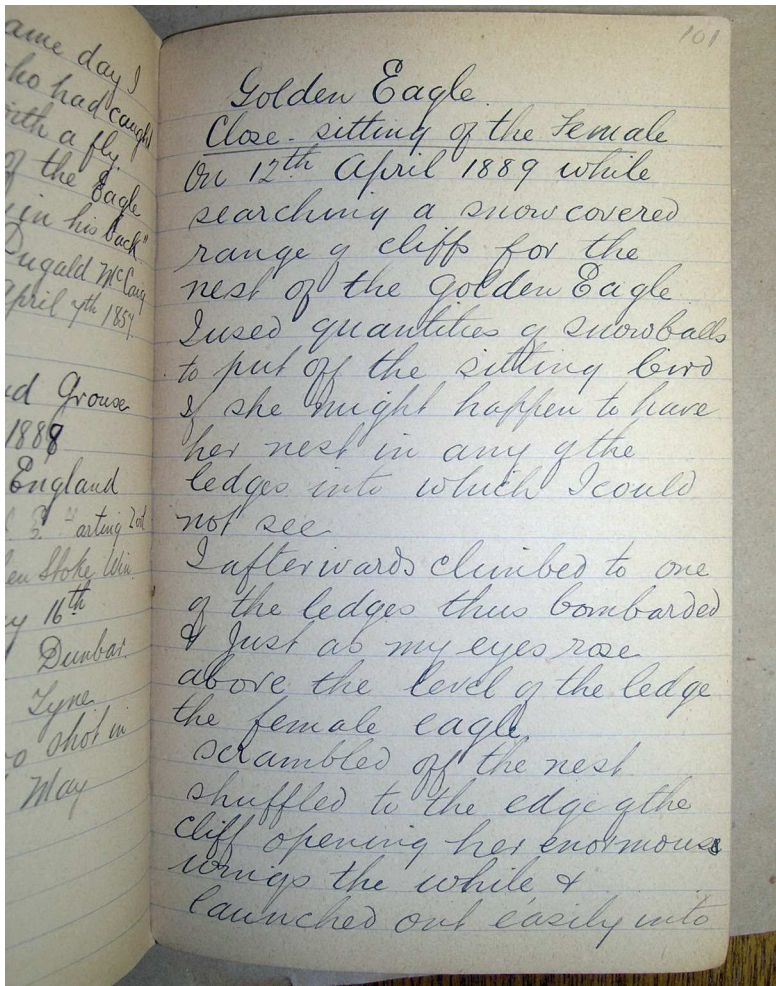 ame day I
ho had caught
ith a fly
of the Eagle
in his back"
Dugald McCaig
April 7th 1857
d Grouse
1888
England
arting
en Stoke Win
y 16th
Dunbar
Tyne
o shot in
May
101
Golden Eagle
Close-sitting of the Female
On 12th April 1889 while
searching a snow covered
range of cliffs for the
nest of the golden Eagle
I used quantities of snowballs
to put off the sitting bird
if she might happen to have
her nest in any of the
ledges into which I could
not see
I afterwards climbed to one
of the ledges thus bombarded
& just as my eyes rose
above the level of the ledge
the female eagle
scrambled off the nest
shuffled to the edge of the
cliff opening her enormous
wings the while &
launched out easily into